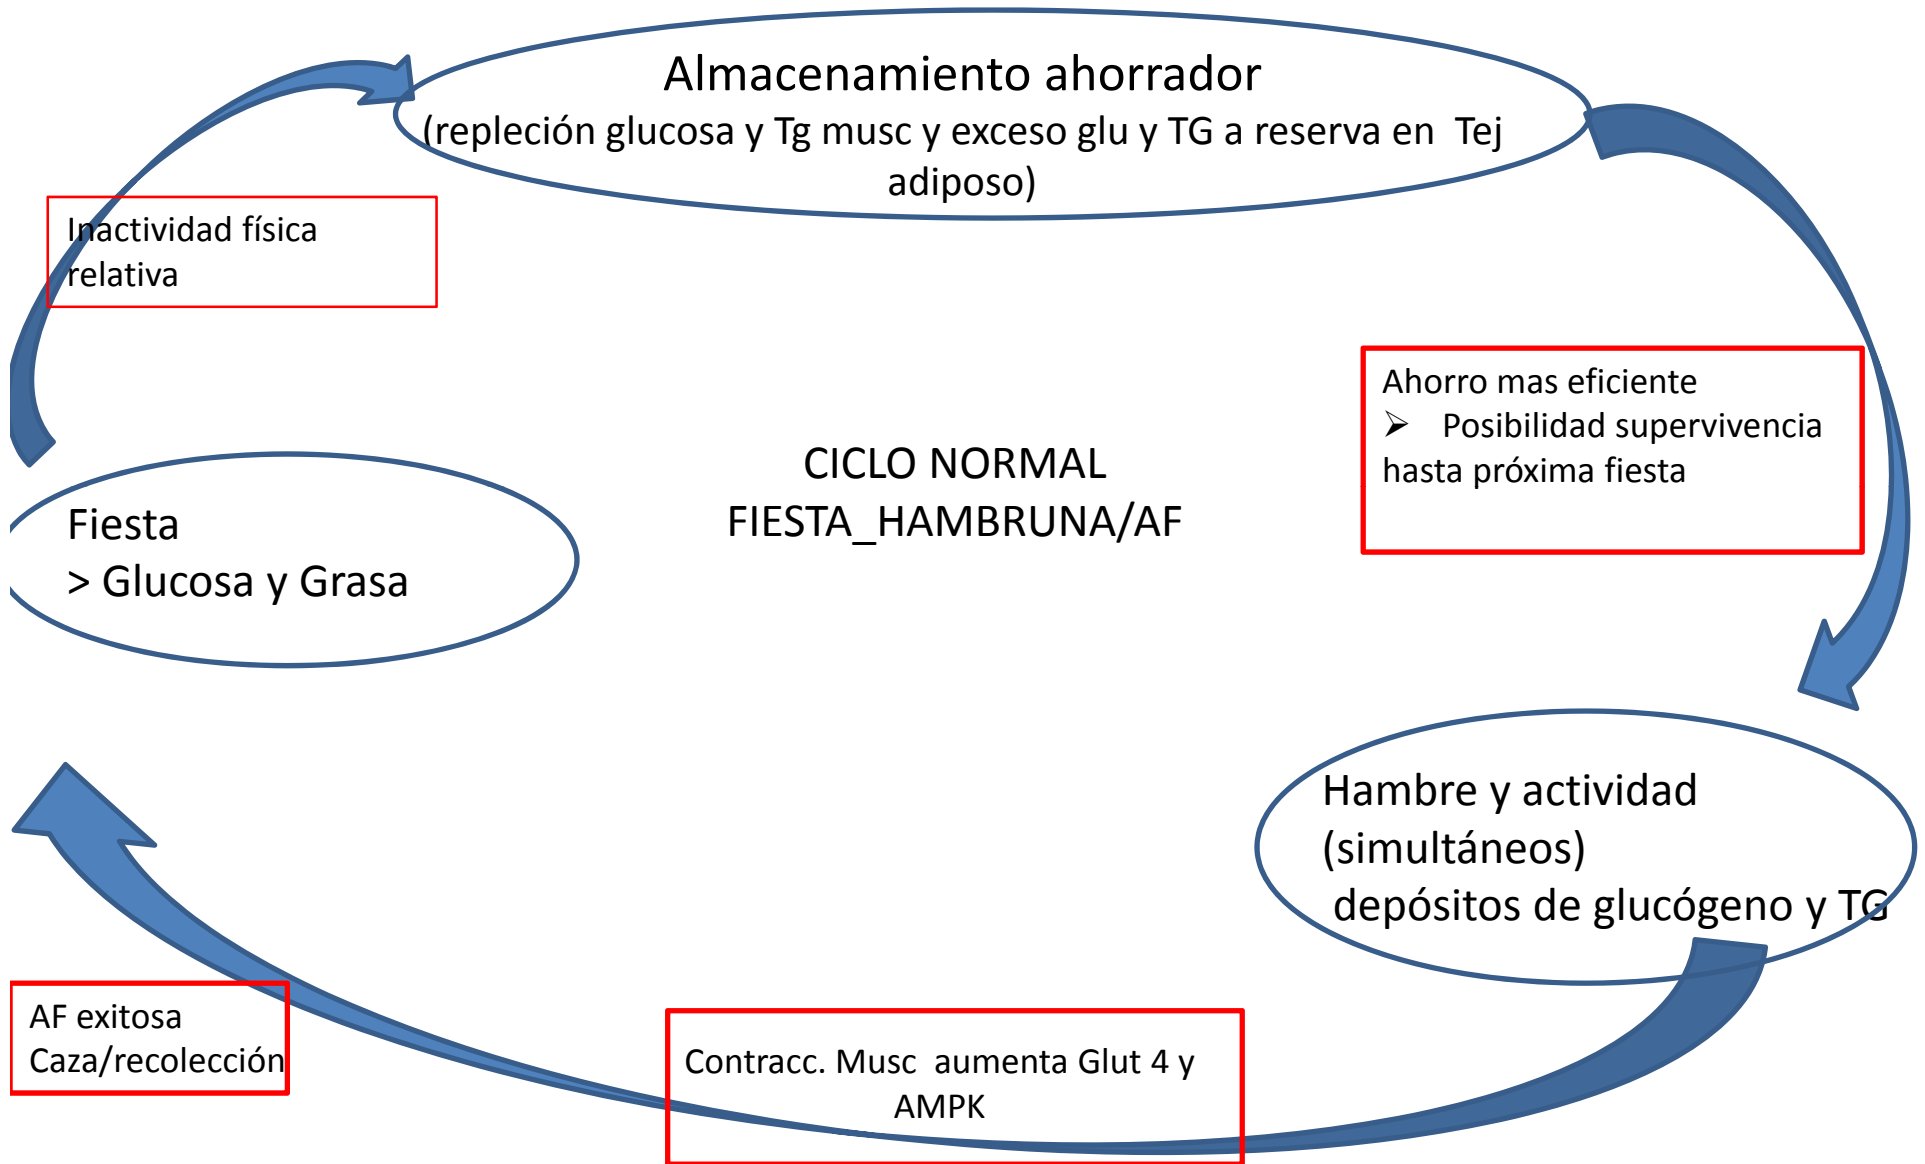 Almacenamiento ahorrador
(repleción glucosa y Tg musc y exceso glu y TG a reserva en Tej
adiposo)
Inactividad física
relativa
Ahorro mas eficiente
➢ Posibilidad supervivencia
hasta próxima fiesta
CICLO NORMAL
FIESTA_HAMBRUNA/AF
Fiesta
> Glucosa y Grasa
Hambre y actividad
(simultáneos)
depósitos de glucógeno y TG
AF exitosa
Caza/recolección
Contracc. Musc aumenta Glut 4 y
AMPK